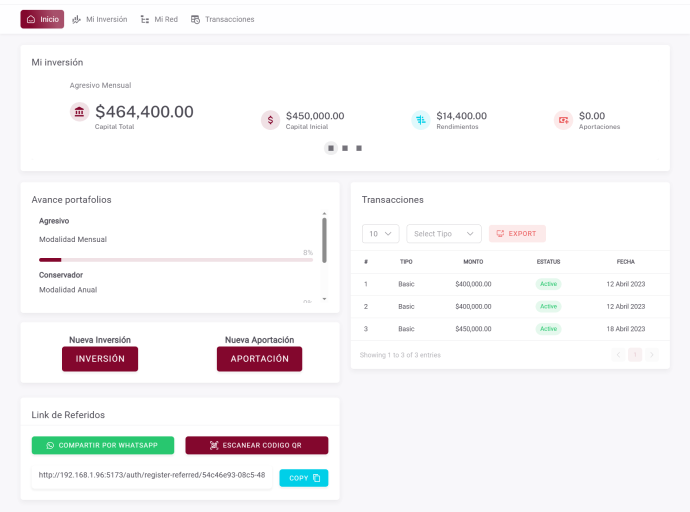 Inicio
Mi Inversión
Mi Red
Transacciones
Mi inversión
Agresivo Mensual
$464,400.00
Capital Total
$450,000.00
Capital Inicial
$14,400.00
Rendimientos
$0.00
Aportaciones
Avance portafolios
Agresivo
Modalidad Mensual
8%
Conservador
Modalidad Anual
Nueva Inversión
INVERSIÓN
Nueva Aportación
APORTACIÓN
Transacciones
10
Select Tipo
EXPORT
# TIPO MONTO ESTATUS FECHA
1 Basic $400,000.00 Active 12 Abril 2023
2 Basic $400,000.00 Active 12 Abril 2023
3 Basic $450,000.00 Active 18 Abril 2023
Showing 1 to 3 of 3 entries
< 1 >
Link de Referidos
COMPARTIR POR WHATSAPP
ESCANEAR CODIGO QR
http://192.168.1.96:5173/auth/register-referred/54c46e93-08c5-48
COPY